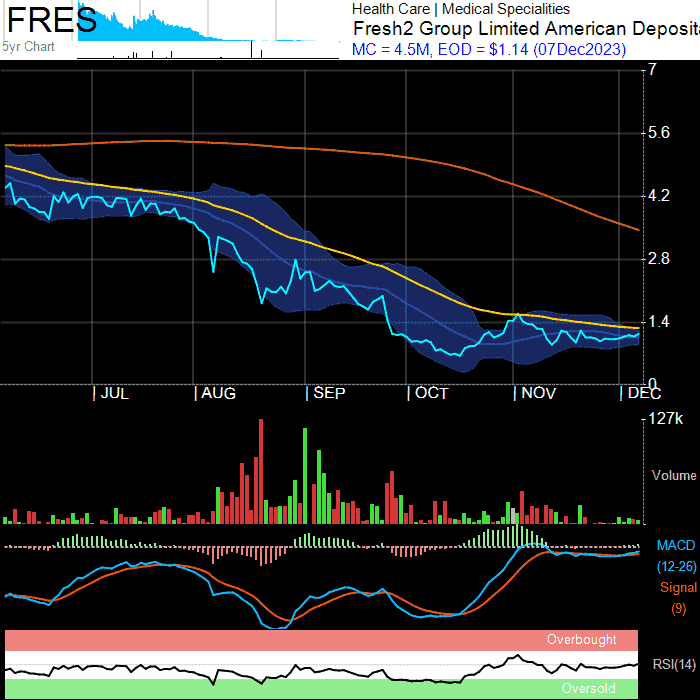 FRES
5yr Chart
Health Care | Medical Specialities
Fresh2 Group Limited American Deposit
MC = 4.5M, EOD = $1.14 (07Dec2023)
7
5.6
4.2
2.8
1.4
0
| JUL | AUG | SEP | OCT | NOV | DEC
127k
Volume
MACD
(12-26)
Signal
(9)
Overbought
RSI(14)
Oversold